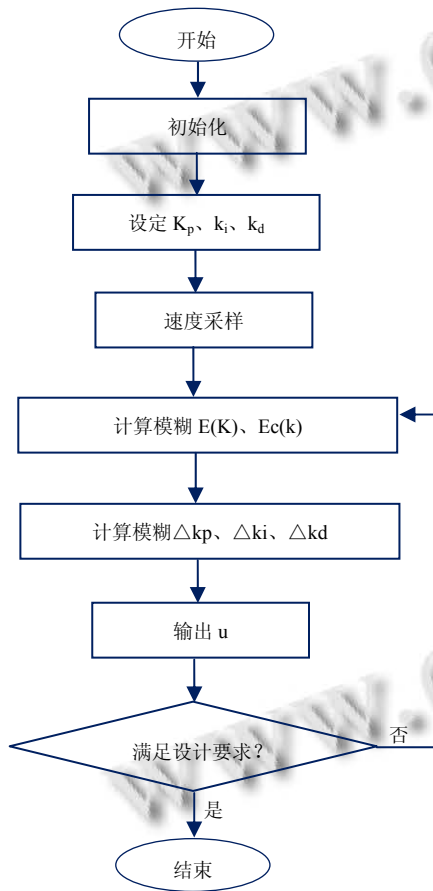 开始
初始化
设定 Kp、ki、kd
速度采样
计算模糊 E(K)、Ec(k)
计算模糊△kp、△ki、△kd
输出 u
满足设计要求？
否
是
结束
www.
www.